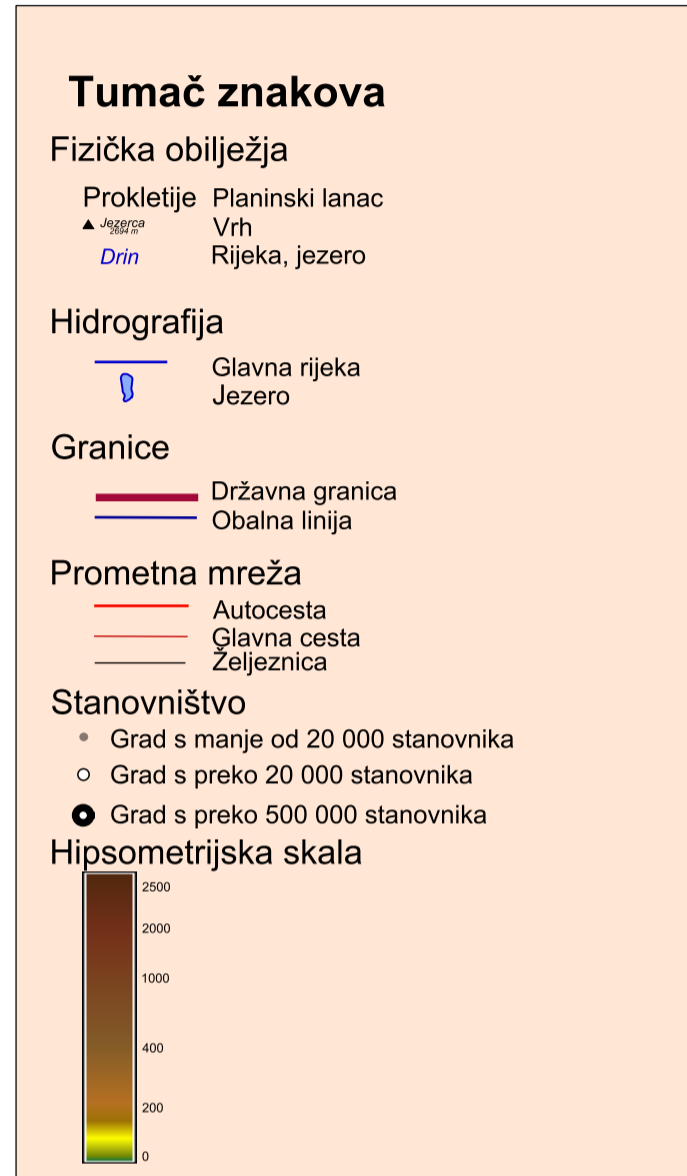 Tumač znakova
Fizička obilježja
Prokletije Planinski lanac
Jezerca Vrh
2694 m
Drin Rijeka, jezero
Hidrografija
Glavna rijeka
Jezero
Granice
Državna granica
Obalna linija
Prometna mreža
Autocesta
Glavna cesta
Željeznica
Stanovništvo
Grad s manje od 20 000 stanovnika
Grad s preko 20 000 stanovnika
Grad s preko 500 000 stanovnika
Hipsometrijska skala
2500
2000
1000
400
200
0